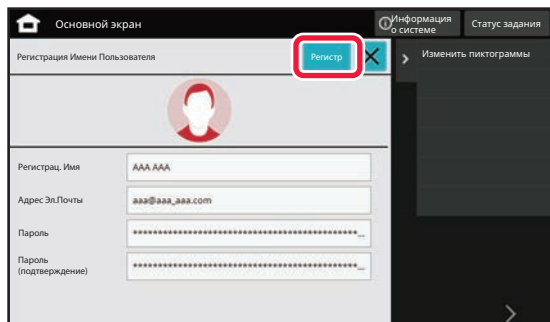 Основной экран
Информация
о системе
Статус задания
Регистрация Имени Пользователя
Регистр
Изменить пиктограммы
Регистрац. Имя
AAA AAA
Адрес Эл.Почты
aaa@aaa_aaa.com
Пароль
************************************************...
Пароль
(подтверждение)
************************************************...